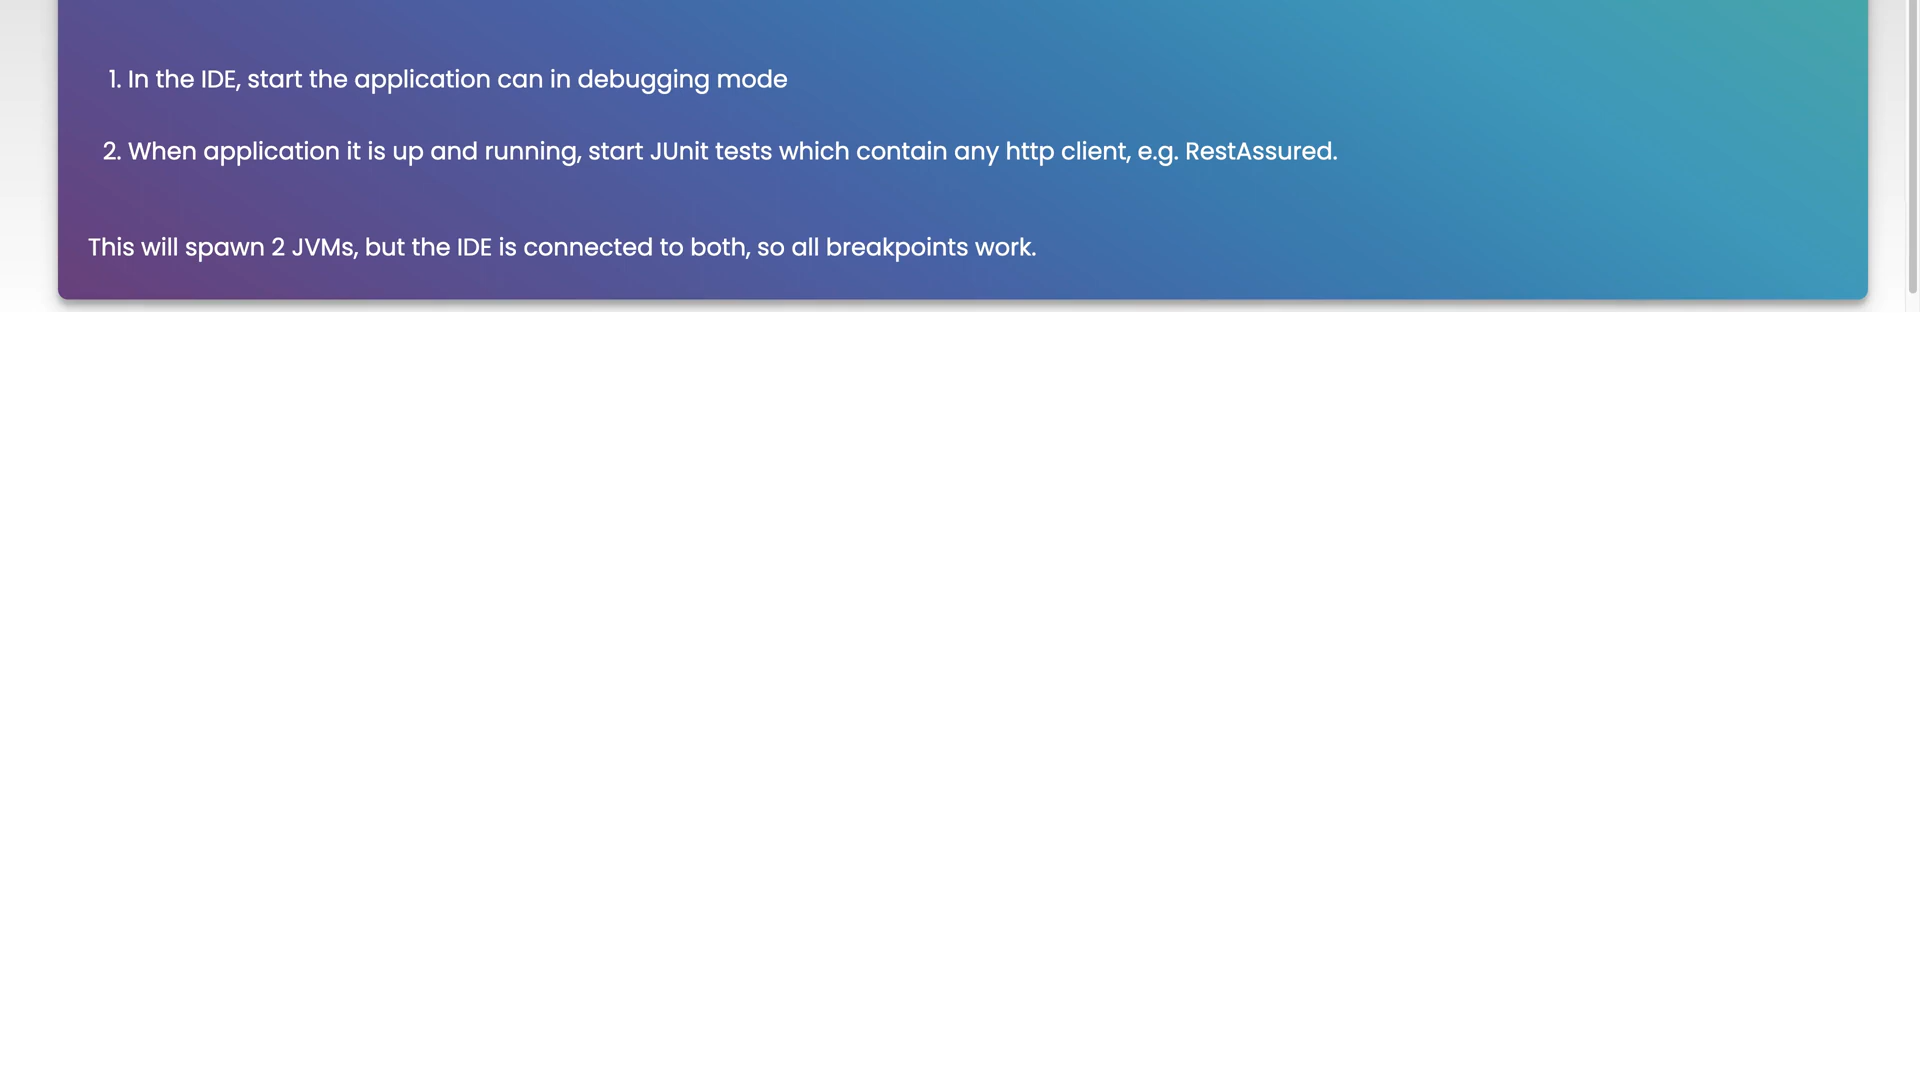 1. In the IDE, start the application can in debugging mode
2. When application it is up and running, start JUnit tests which contain any http client, e.g. RestAssured.
This will spawn 2 JVMs, but the IDE is connected to both, so all breakpoints work.